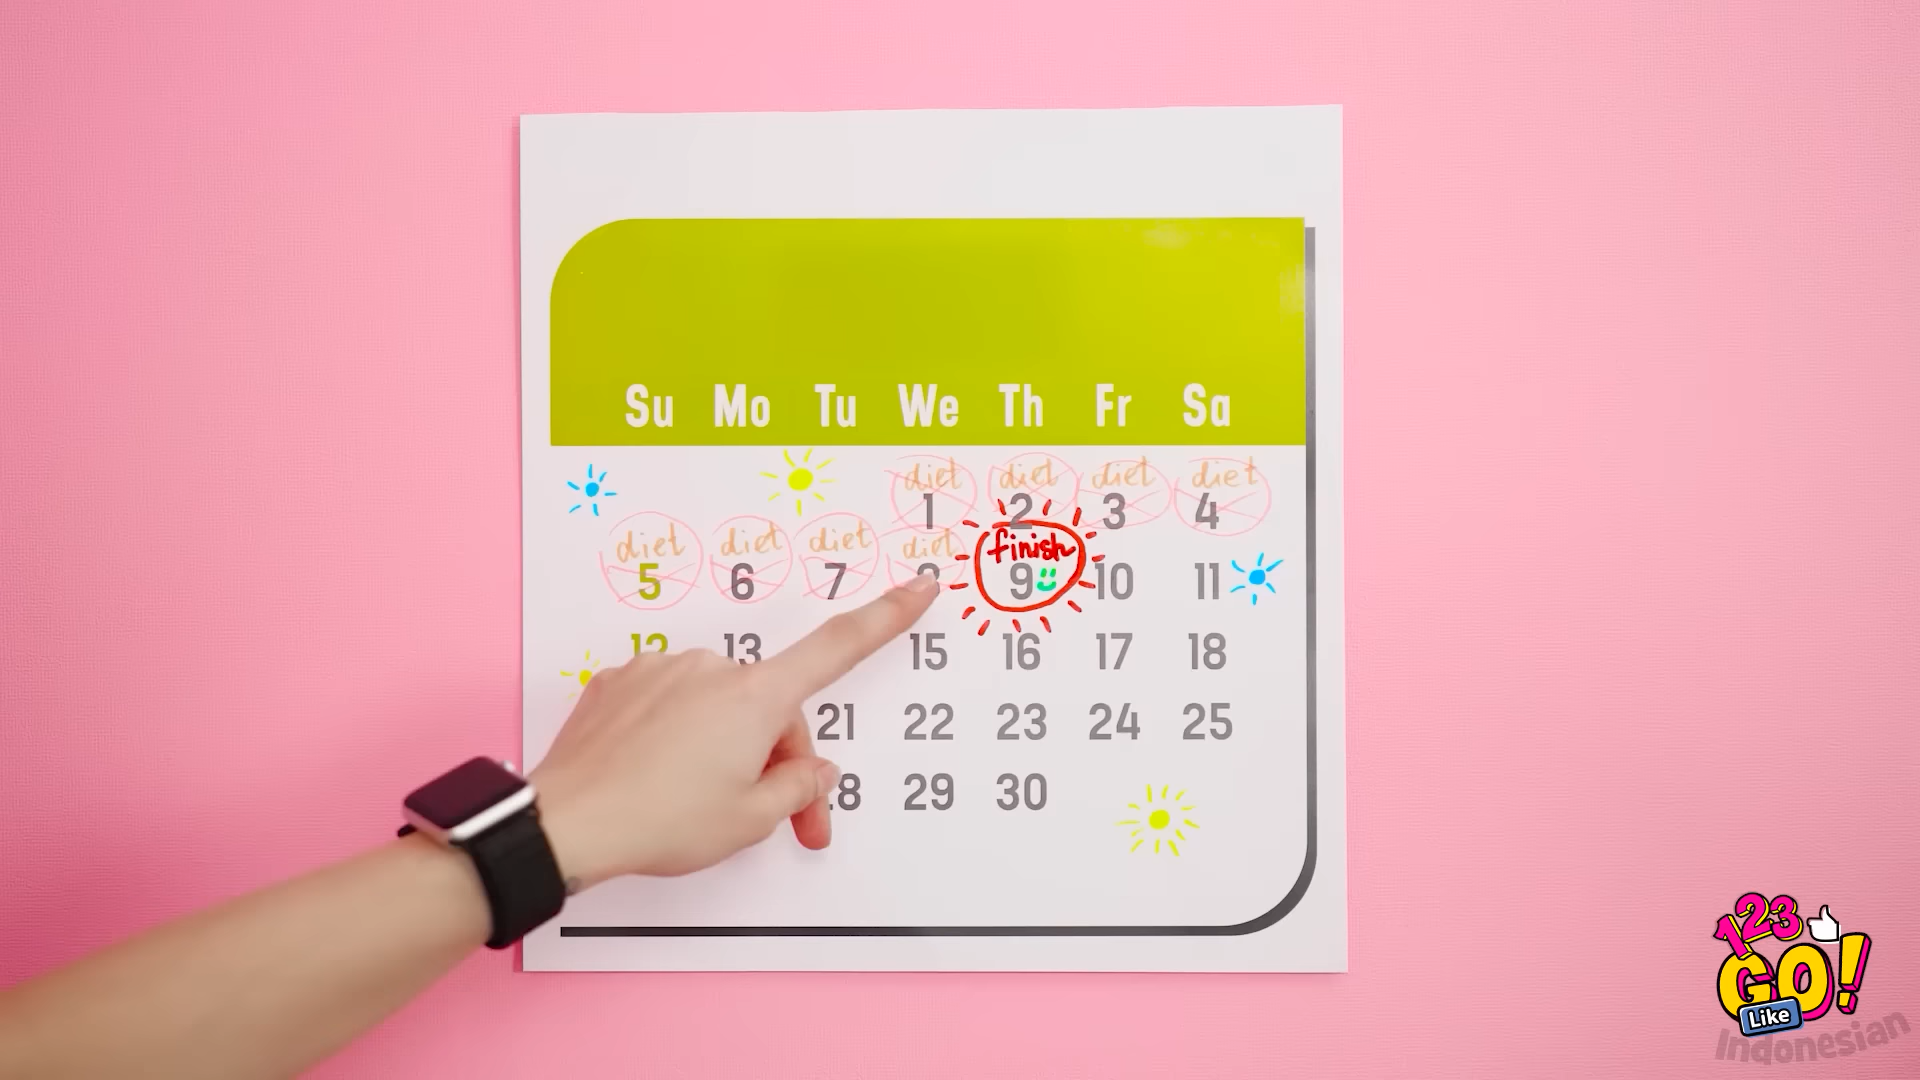 Su Mo Tu We Th Fr Sa
diet diet diet diet
1 2 3 4
diet diet diet diet finish
5 6 7 8 9 10 11
12 13 15 16 17 18
21 22 23 24 25
28 29 30
123
GO!
Like
Indonesian